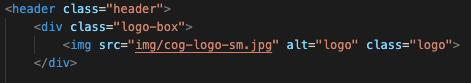 <header class="header">
<div class="logo-box">
<img src="img/cog-logo-sm.jpg" alt="logo" class="logo">
</div>